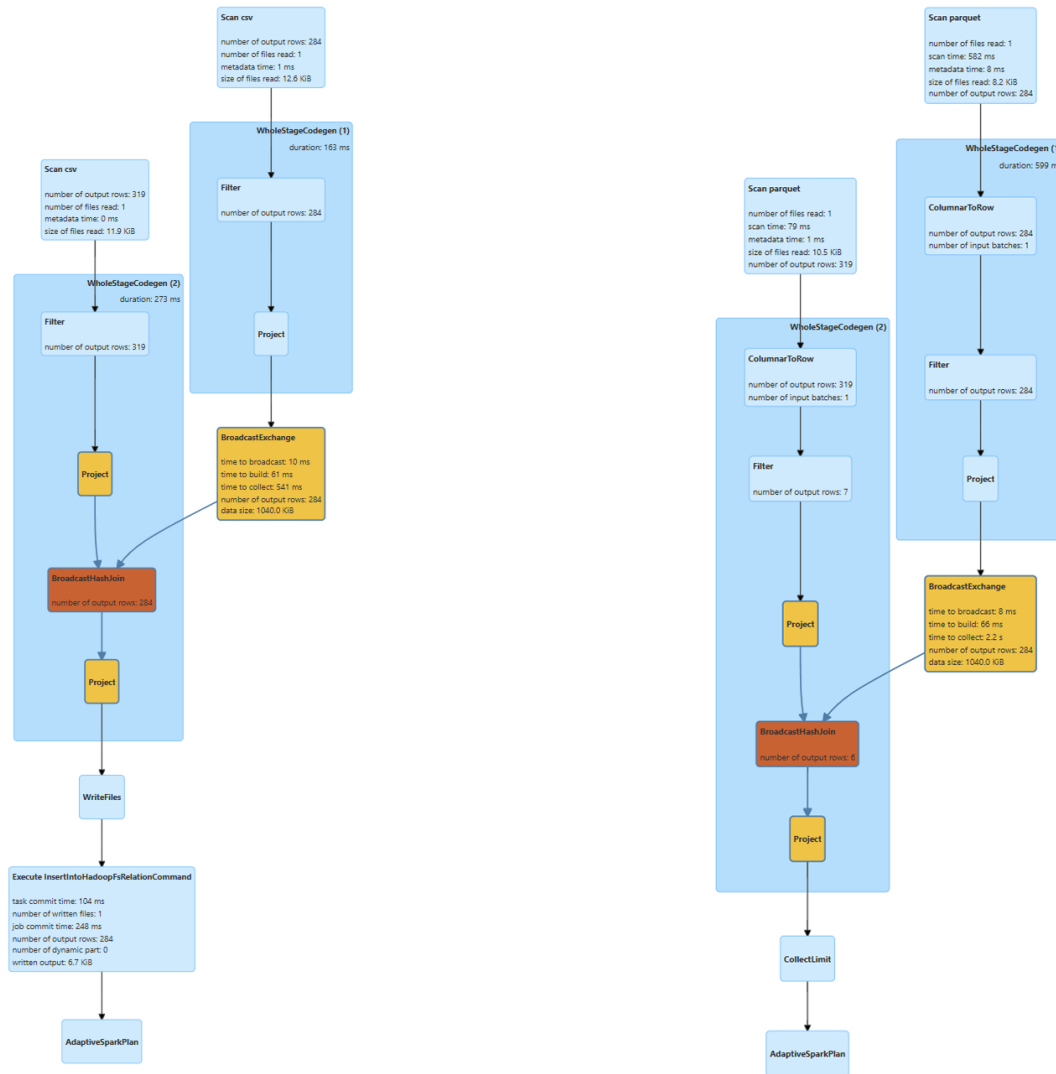 Scan csv
number of output rows: 284
number of files read: 1
metadata time: 1 ms
size of files read: 12.6 KiB
WholeStageCodegen (1)
duration: 163 ms
Filter
number of output rows: 284
Project
Scan csv
number of output rows: 319
number of files read: 1
metadata time: 0 ms
size of files read: 11.9 KiB
WholeStageCodegen (2)
duration: 273 ms
Filter
number of output rows: 319
Project
BroadcastExchange
time to broadcast: 10 ms
time to build: 61 ms
time to collect: 541 ms
number of output rows: 284
data size: 1040.0 KiB
BroadcastHashJoin
number of output rows: 284
Project
WriteFiles
Execute InsertIntoHadoopFsRelationCommand
task commit time: 104 ms
number of written files: 1
job commit time: 248 ms
number of output rows: 284
number of dynamic part: 0
written output: 6.7 KiB
AdaptiveSparkPlan
Scan parquet
number of files read: 1
scan time: 582 ms
metadata time: 8 ms
size of files read: 8.2 KiB
number of output rows: 284
WholeStageCodegen (1
duration: 599 m
ColumnarToRow
number of output rows: 284
number of input batches: 1
Filter
number of output rows: 284
Project
Scan parquet
number of files read: 1
scan time: 79 ms
metadata time: 1 ms
size of files read: 10.5 KiB
number of output rows: 319
WholeStageCodegen (2)
ColumnarToRow
number of output rows: 319
number of input batches: 1
Filter
number of output rows: 7
Project
BroadcastExchange
time to broadcast: 8 ms
time to build: 66 ms
time to collect: 2.2 s
number of output rows: 284
data size: 1040.0 KiB
BroadcastHashJoin
number of output rows: 6
Project
CollectLimit
AdaptiveSparkPlan